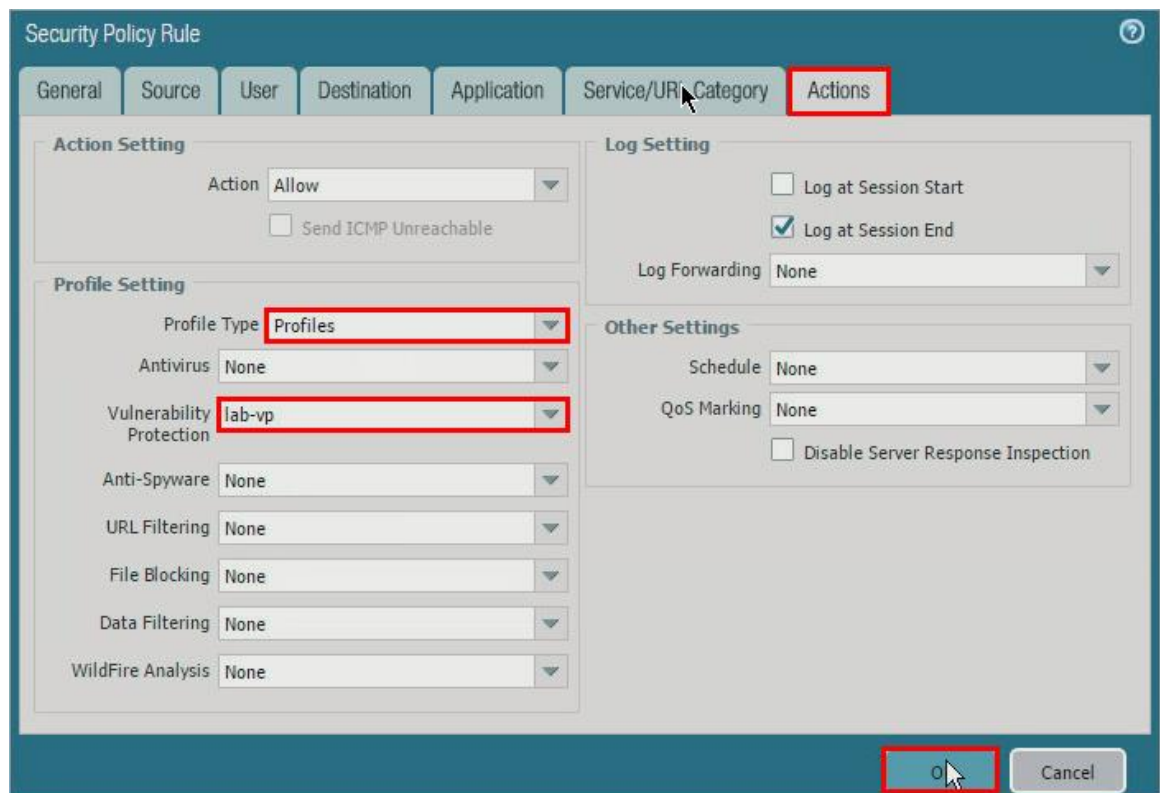 Security Policy Rule
General Source User Destination Application Service/URL Category Actions
Action Setting
Action Allow
Send ICMP Unreachable
Profile Setting
Profile Type Profiles
Antivirus None
Vulnerability Protection lab-vp
Anti-Spyware None
URL Filtering None
File Blocking None
Data Filtering None
WildFire Analysis None
Log Setting
Log at Session Start
Log at Session End
Log Forwarding None
Other Settings
Schedule None
QoS Marking None
Disable Server Response Inspection
Cancel